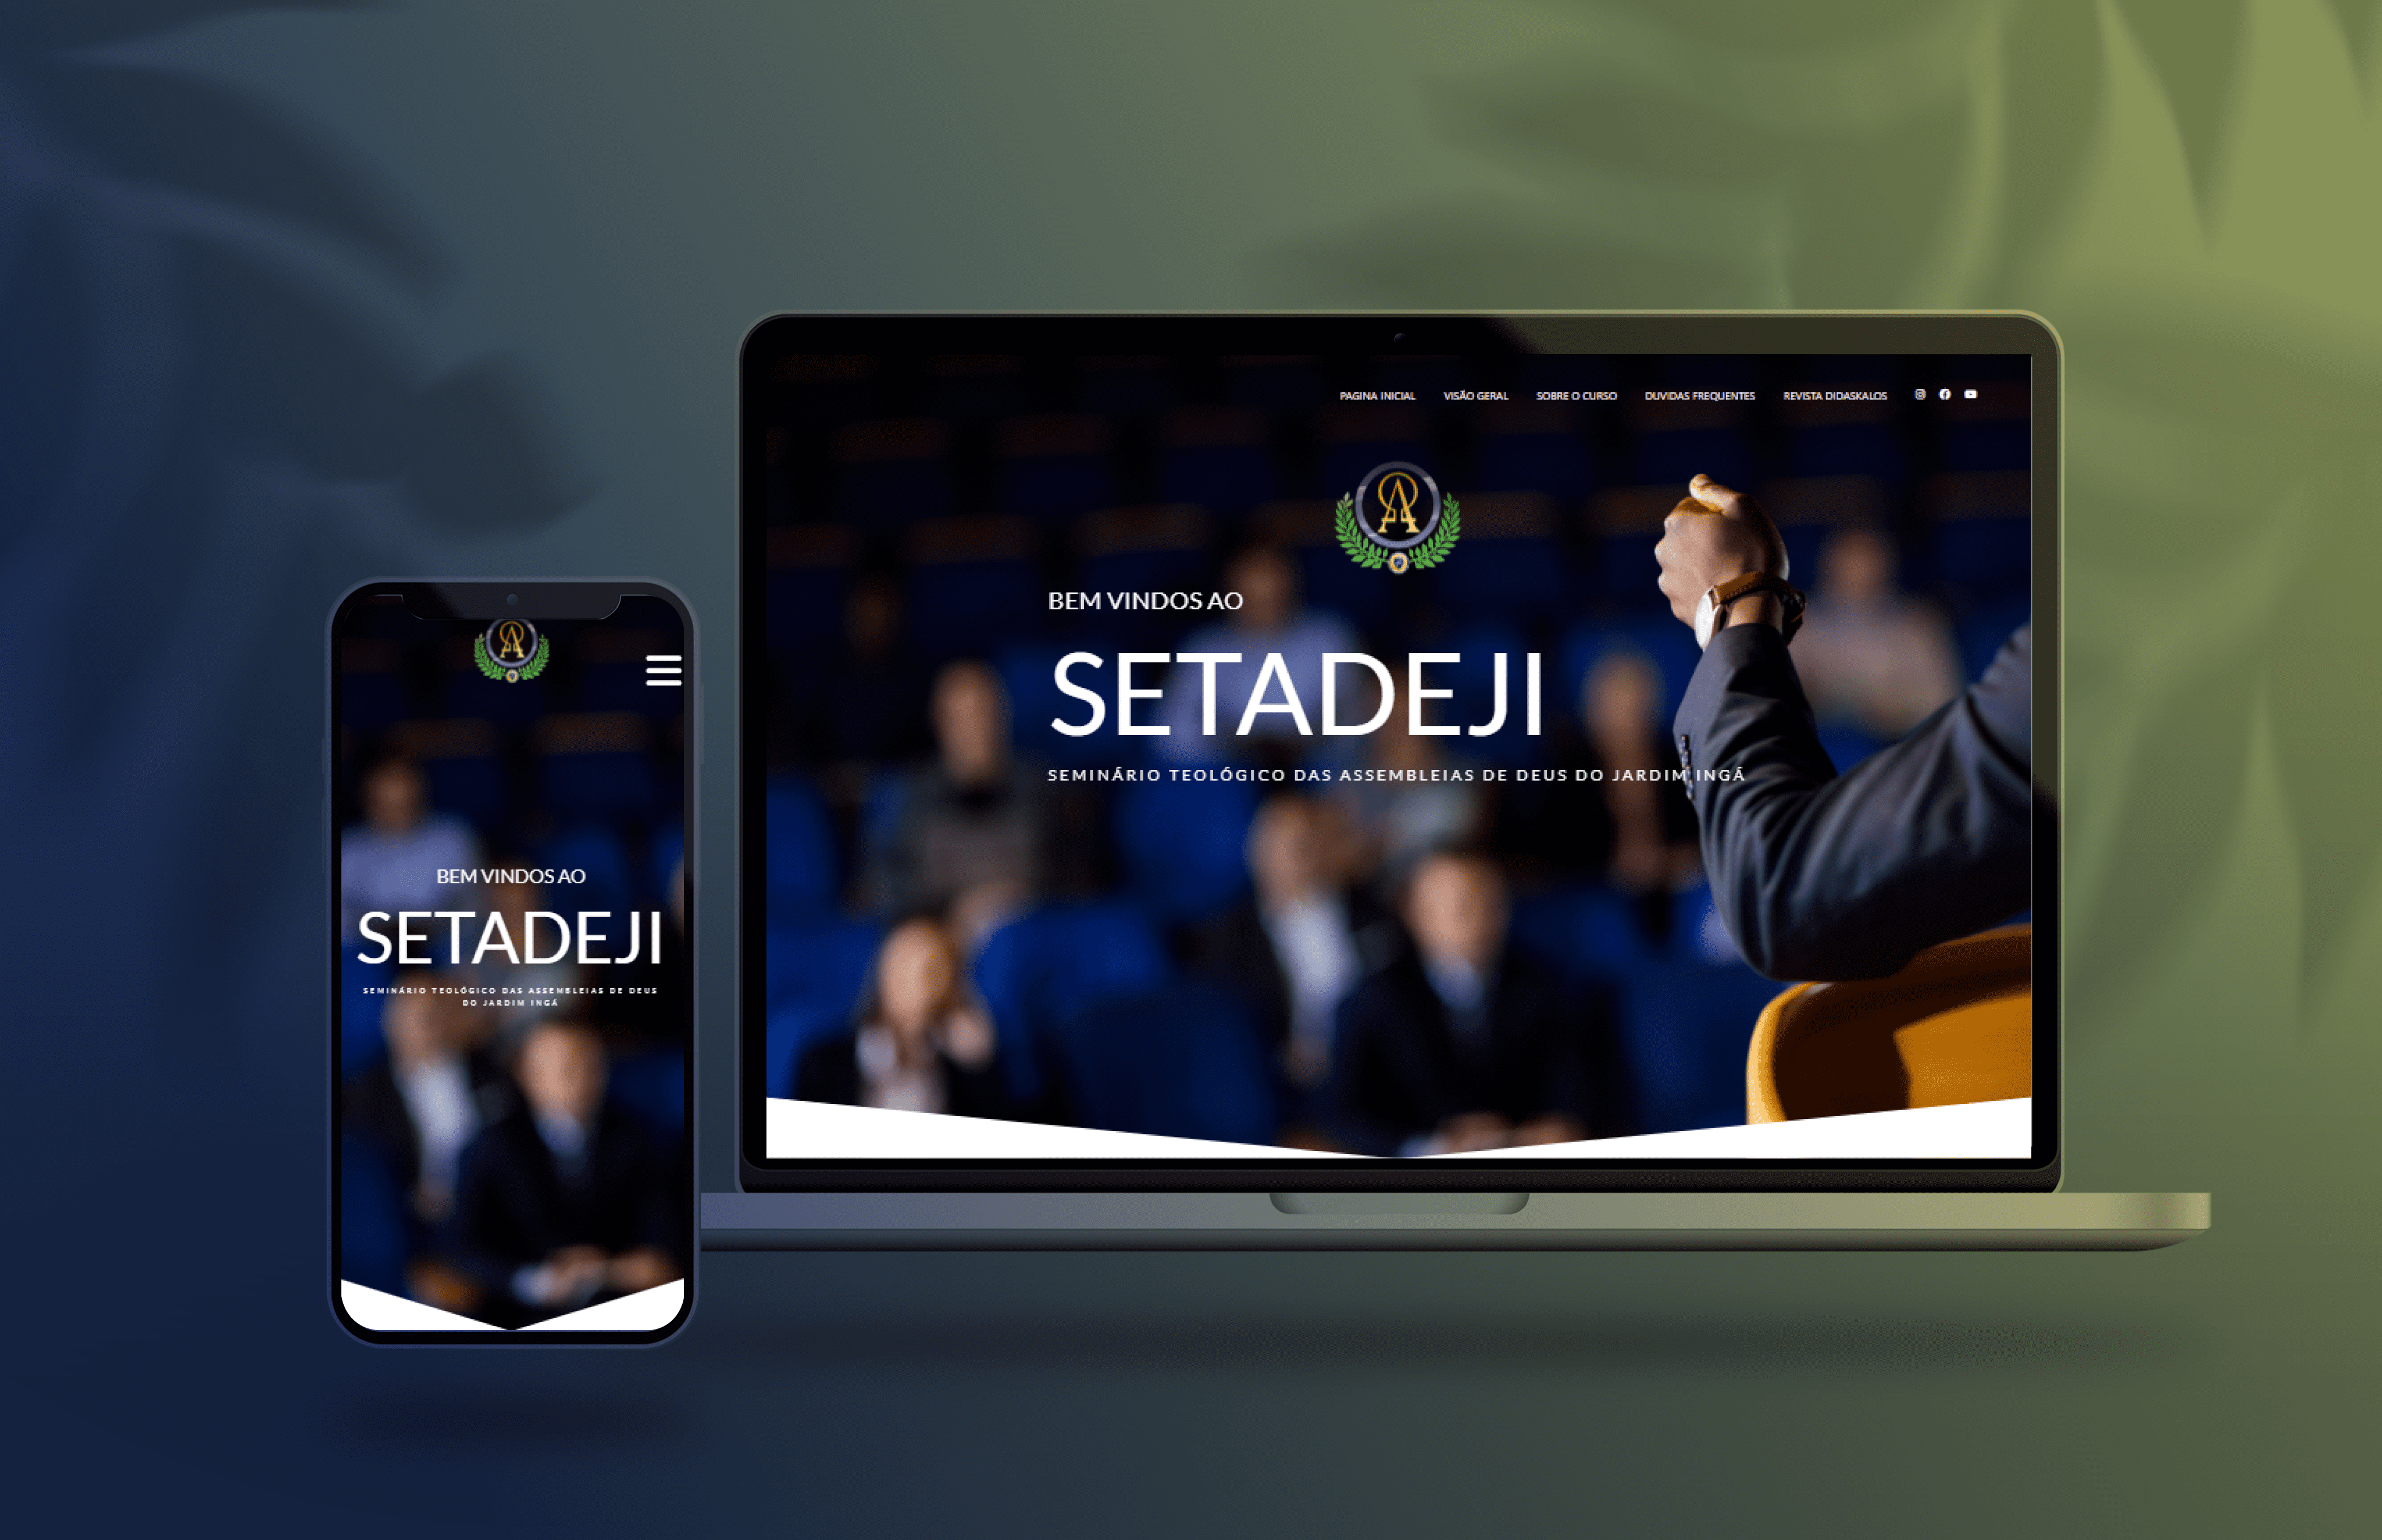 PAGINA INICIAL VISÃO GERAL SOBRE O CURSO DUVIDAS FREQUENTES REVISTA DIDASKALOS
BEM VINDOS AO
SETADEJI
SEMINÁRIO TEOLÓGICO DAS ASSEMBLEIAS DE DEUS DO JARDIM INGÁ
BEM VINDOS AO
SETADEJI
SEMINÁRIO TEOLÓGICO DAS ASSEMBLEIAS DE DEUS
DO JARDIM INGÁ